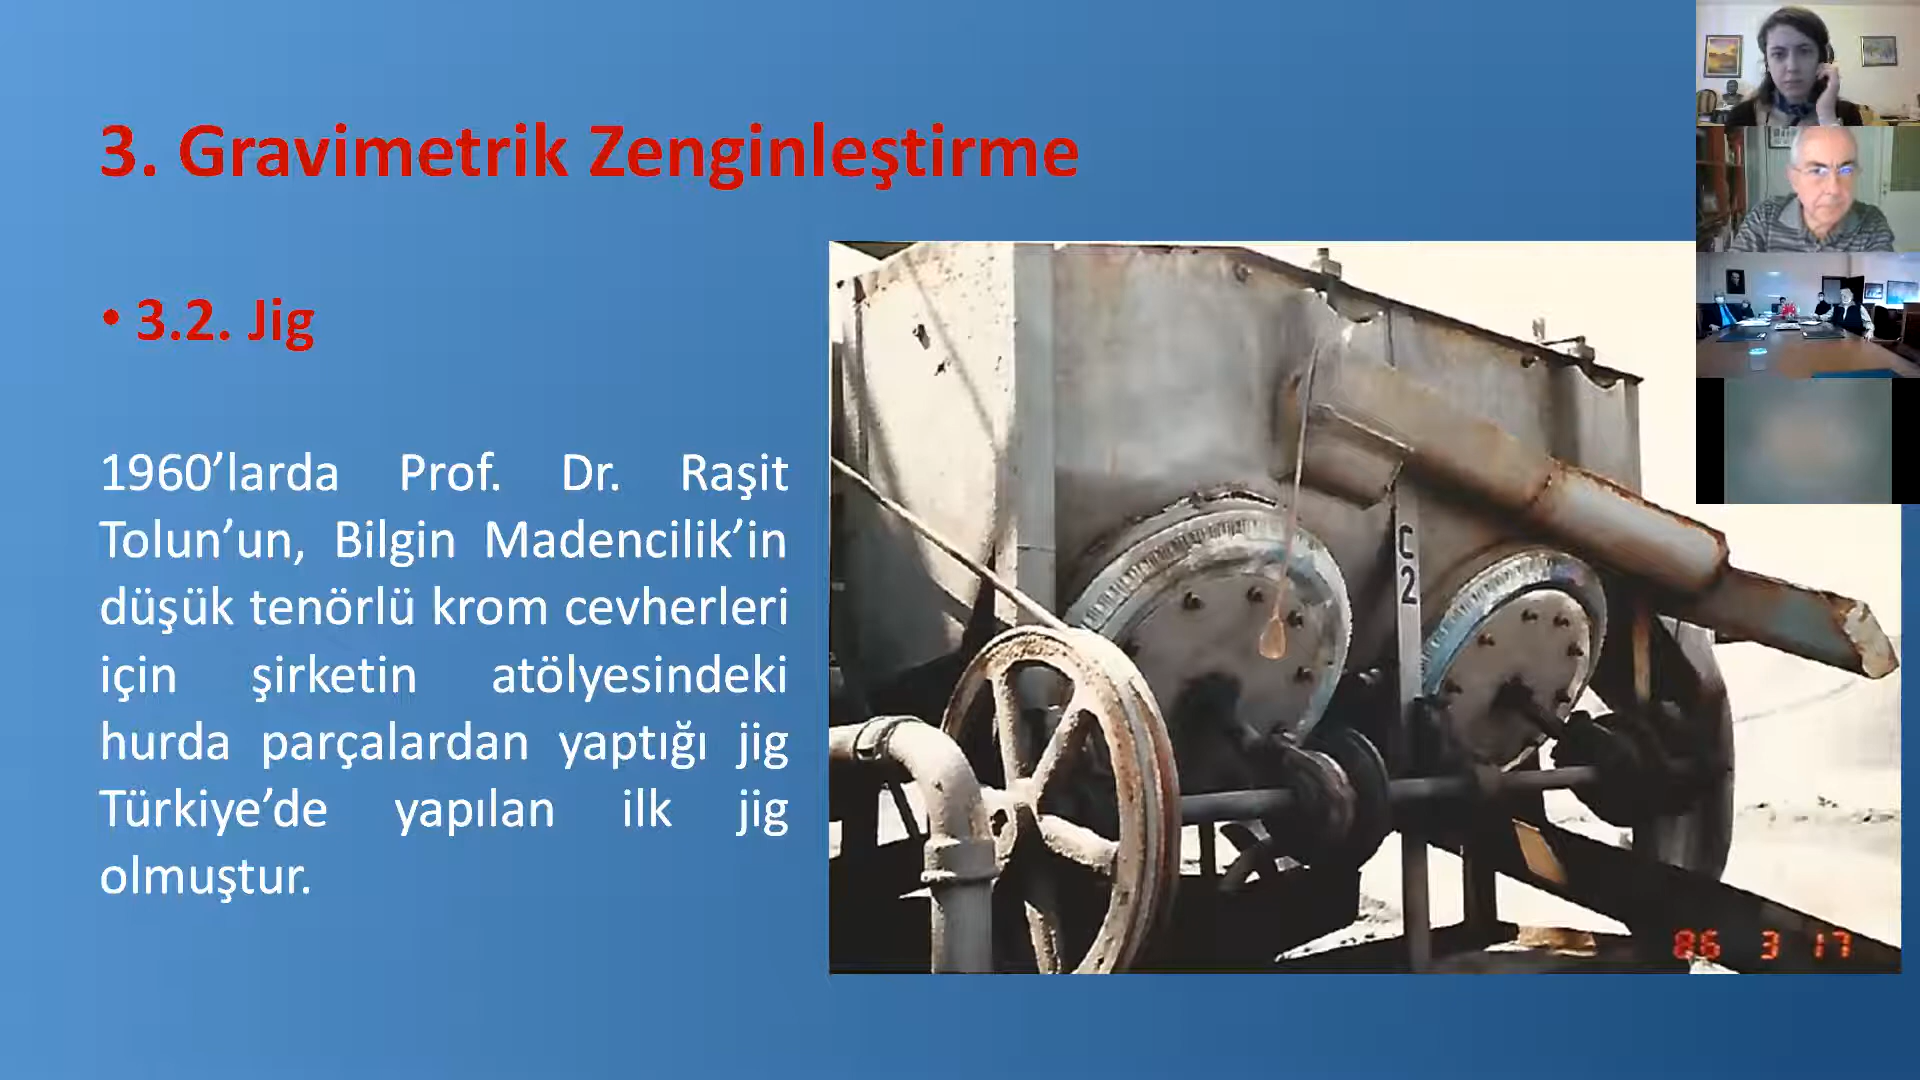 3. Gravimetrik Zenginleştirme
• 3.2. Jig
1960’larda Prof. Dr. Raşit
Tolun’un, Bilgin Madencilik’in
düşük tenörlü krom cevherleri
için şirketin atölyesindeki
hurda parçalardan yaptığı jig
Türkiye’de yapılan ilk jig
olmuştur.
C
2
86 3 17